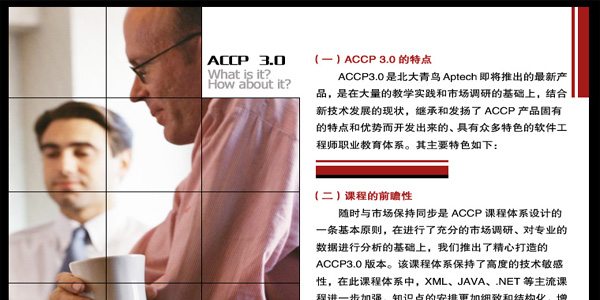 ACCP 3.0
What is it?
How about it?
（一）ACCP 3.0 的特点
ACCP3.0 是北大青鸟 Aptech 即将推出的最新产
品，是在大量的教学实践和市场调研的基础上，结合
新技术发展的现状，继承和发扬了 ACCP 产品固有
的特点和优势而开发出来的、具有众多特色的软件工
程师职业教育体系。其主要特色如下：
（二）课程的前瞻性
随时与市场保持同步是 ACCP 课程体系设计的
一条基本原则，在进行了充分的市场调研、对专业的
数据进行分析的基础上，我们推出了精心打造的
ACCP3.0 版本。该课程体系保持了高度的技术敏感
性，在此课程体系中，XML、JAVA、.NET 等主流课
程进一步加强，知识点的安排更加细致和结构化，增